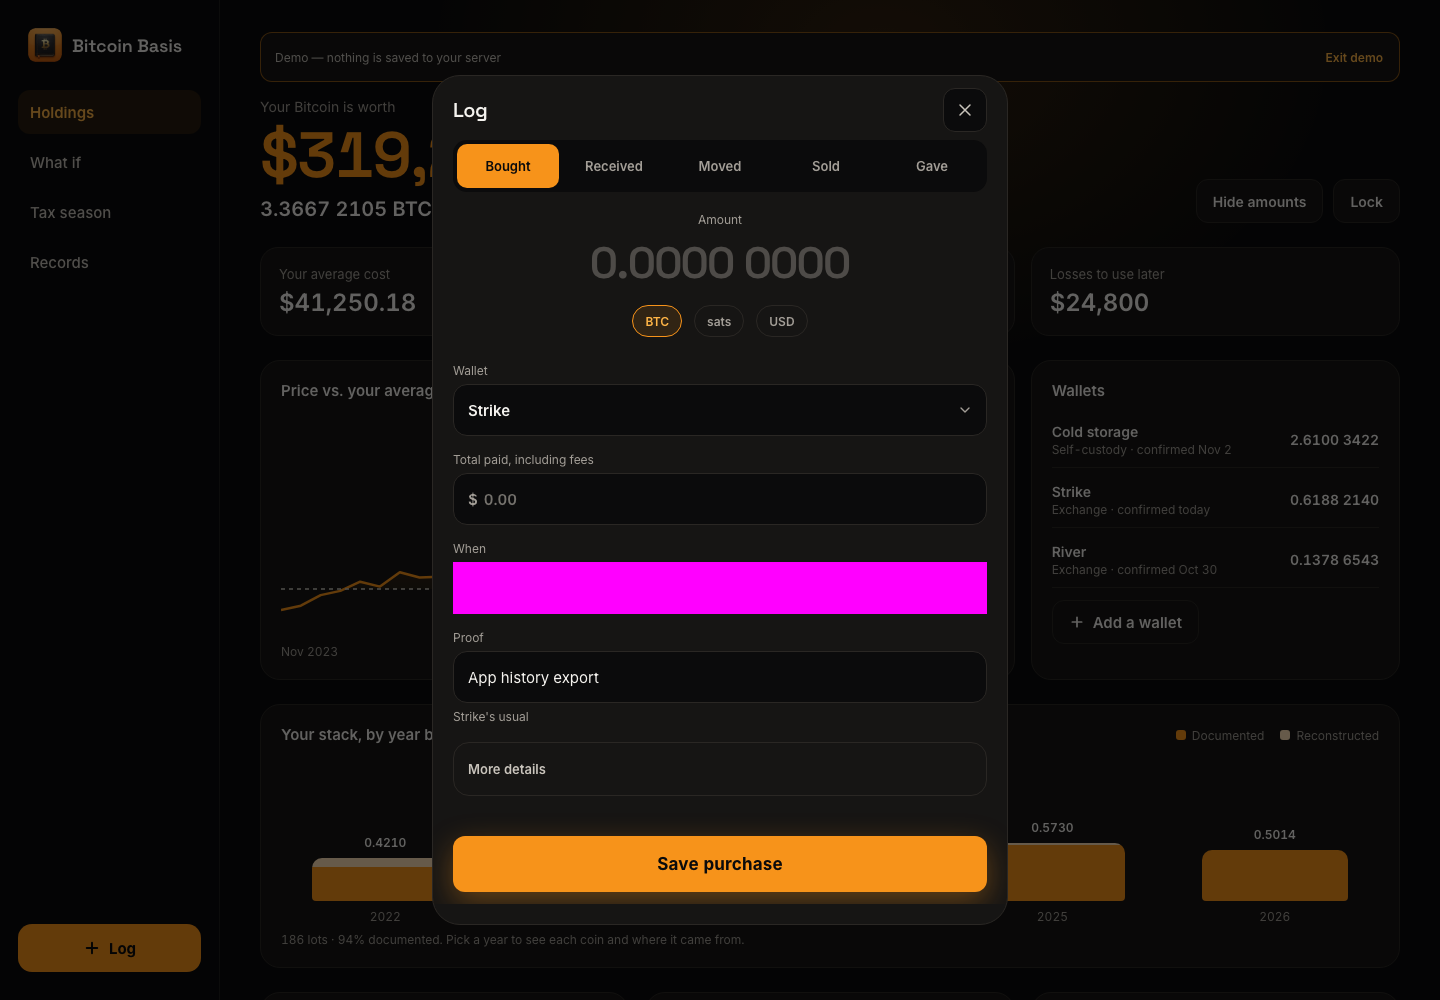 Bitcoin Basis
Holdings
What if
Tax season
Records
Log
Demo — nothing is saved to your server
Exit demo
Your Bitcoin is worth
$319,
3.3667 2105 BTC
Hide amounts
Lock
Your average cost
$41,250.18
Losses to use later
$24,800
Price vs. your averag
Nov 2023
Wallets
Cold storage
2.6100 3422
Self-custody · confirmed Nov 2
Strike
0.6188 2140
Exchange · confirmed today
River
0.1378 6543
Exchange · confirmed Oct 30
Add a wallet
Your stack, by year b
Documented
Reconstructed
0.4210
0.5730
0.5014
2022
2025
2026
186 lots · 94% documented. Pick a year to see each coin and where it came from.
Log
Bought
Received
Moved
Sold
Gave
Amount
0.0000 0000
BTC
sats
USD
Wallet
Strike
Total paid, including fees
$ 0.00
When
Proof
App history export
Strike's usual
More details
Save purchase